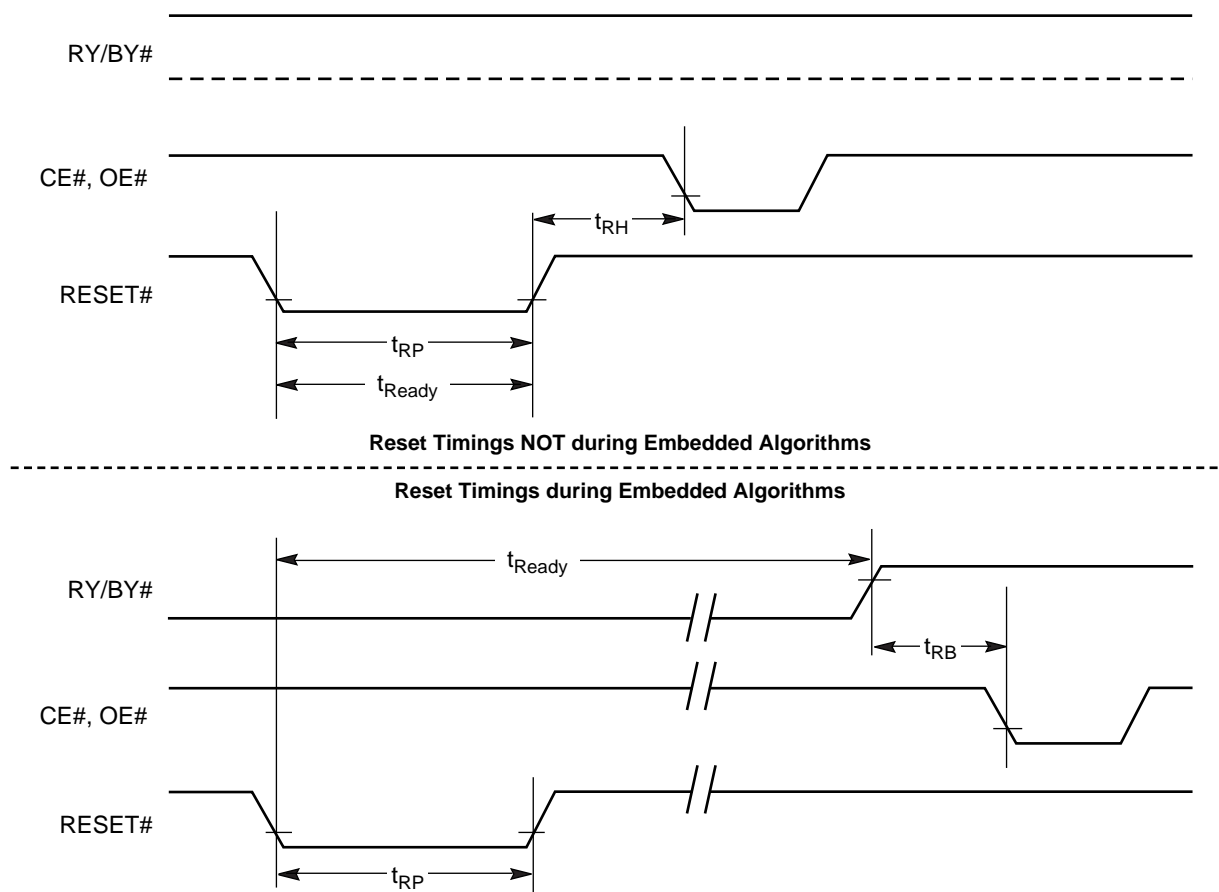 RY/BY#
CE#, OE#
tRH
RESET#
tRP
tReady
Reset Timings NOT during Embedded Algorithms
Reset Timings during Embedded Algorithms
tReady
RY/BY#
tRB
CE#, OE#
RESET#
tRP